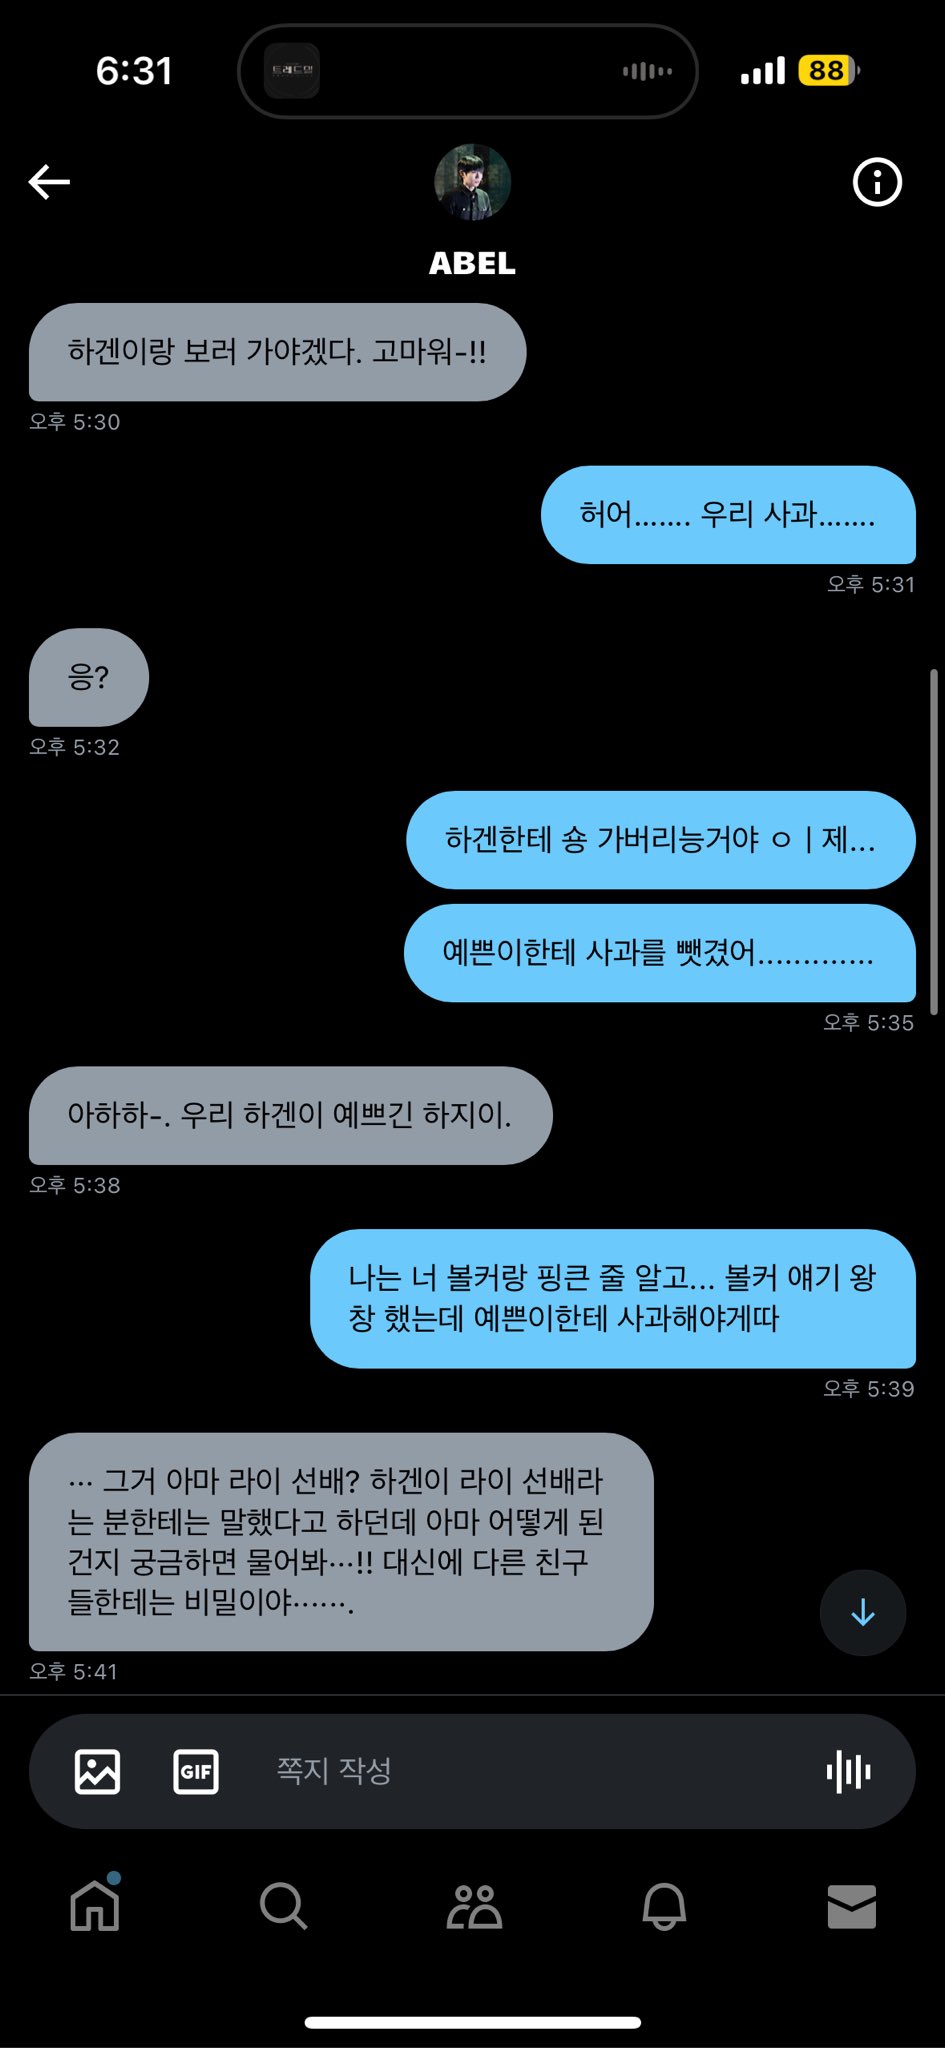 6:31
트레드밀
88
ABEL
하겐이랑 보러 가야겠다. 고마워-!!
오후 5:30
허어....... 우리 사과.......
오후 5:31
응?
오후 5:32
하겐한테 슝 가버리능거야 ㅇㅣ제...
예쁜이한테 사과를 뺏겼어.............
오후 5:35
아하하-. 우리 하겐이 예쁘긴 하지이.
오후 5:38
나는 너 볼커랑 핑큰 줄 알고... 볼커 얘기 왕
창 했는데 예쁜이한테 사과해야게따
오후 5:39
… 그거 아마 라이 선배? 하겐이 라이 선배라
는 분한테는 말했다고 하던데 아마 어떻게 된
건지 궁금하면 물어봐…!! 대신에 다른 친구
들한테는 비밀이야…….
오후 5:41
GIF
쪽지 작성